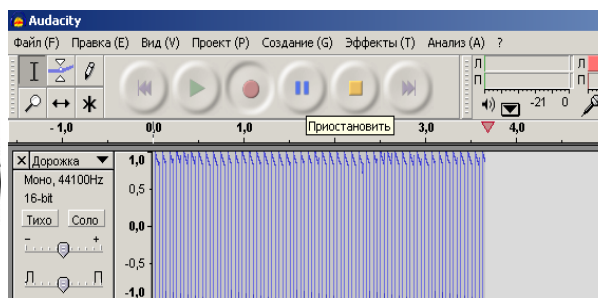 Audacity
Файл (F) Правка (E) Вид (V) Проект (P) Создание (G) Эффекты (T) Анализ (A) ?
Л Л
П П
-21 0
- 1,0 0,0 1,0 Приостановить 3,0 4,0
Дорожка 1,0
Моно, 44100Hz
16-bit 0,5
Тихо Соло
0,0
- +
-0,5
Л П
-1,0